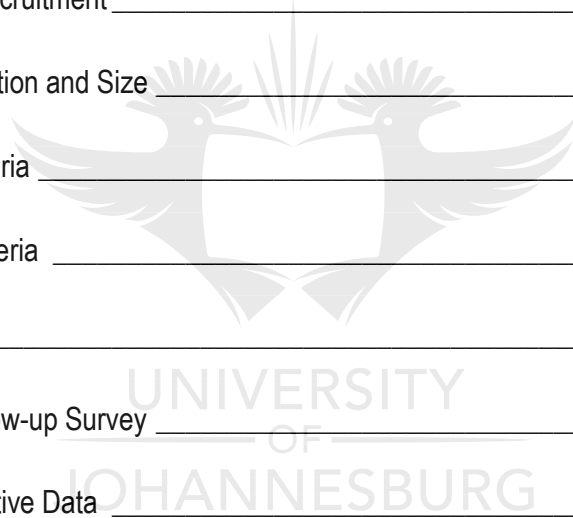 cruitment
tion and Size
ria
eria
w-up Survey
tive Data
UNIVERSITY
OF
JOHANNESBURG